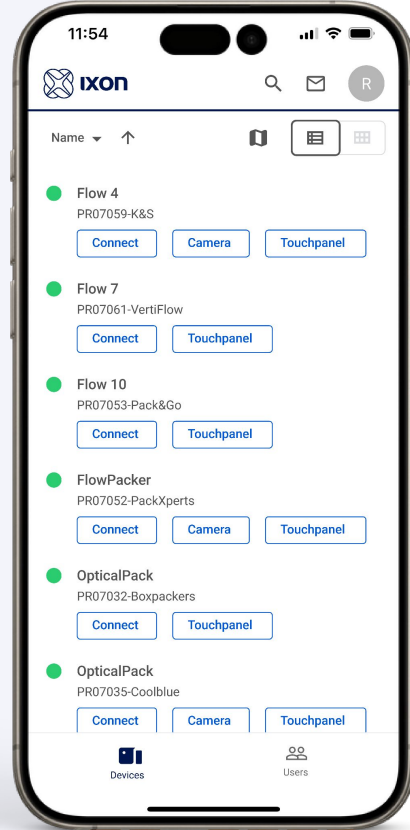 11:54
IXON
R
Name
Flow 4
PR07059-K&S
Connect Camera Touchpanel
Flow 7
PR07061-VertiFlow
Connect Touchpanel
Flow 10
PR07053-Pack&Go
Connect Touchpanel
FlowPacker
PR07052-PackXperts
Connect Camera Touchpanel
OpticalPack
PR07032-Boxpackers
Connect Touchpanel
OpticalPack
PR07035-Coolblue
Connect Camera Touchpanel
Devices Users